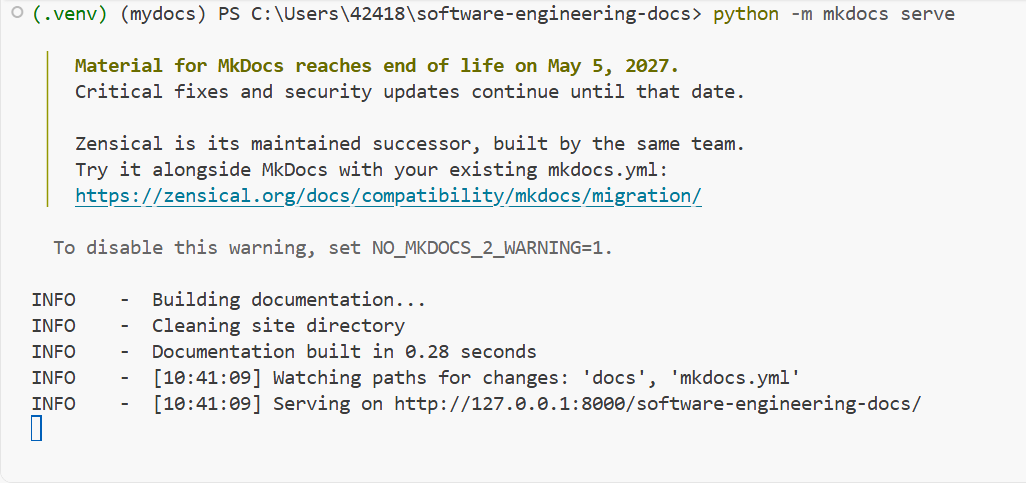 (.venv) (mydocs) PS C:\Users\42418\software-engineering-docs> python -m mkdocs serve
Material for MkDocs reaches end of life on May 5, 2027.
Critical fixes and security updates continue until that date.
Zensical is its maintained successor, built by the same team.
Try it alongside MkDocs with your existing mkdocs.yml:
https://zensical.org/docs/compatibility/mkdocs/migration/
To disable this warning, set NO_MKDOCS_2_WARNING=1.
INFO    -  Building documentation...
INFO    -  Cleaning site directory
INFO    -  Documentation built in 0.28 seconds
INFO    -  [10:41:09] Watching paths for changes: 'docs', 'mkdocs.yml'
INFO    -  [10:41:09] Serving on http://127.0.0.1:8000/software-engineering-docs/